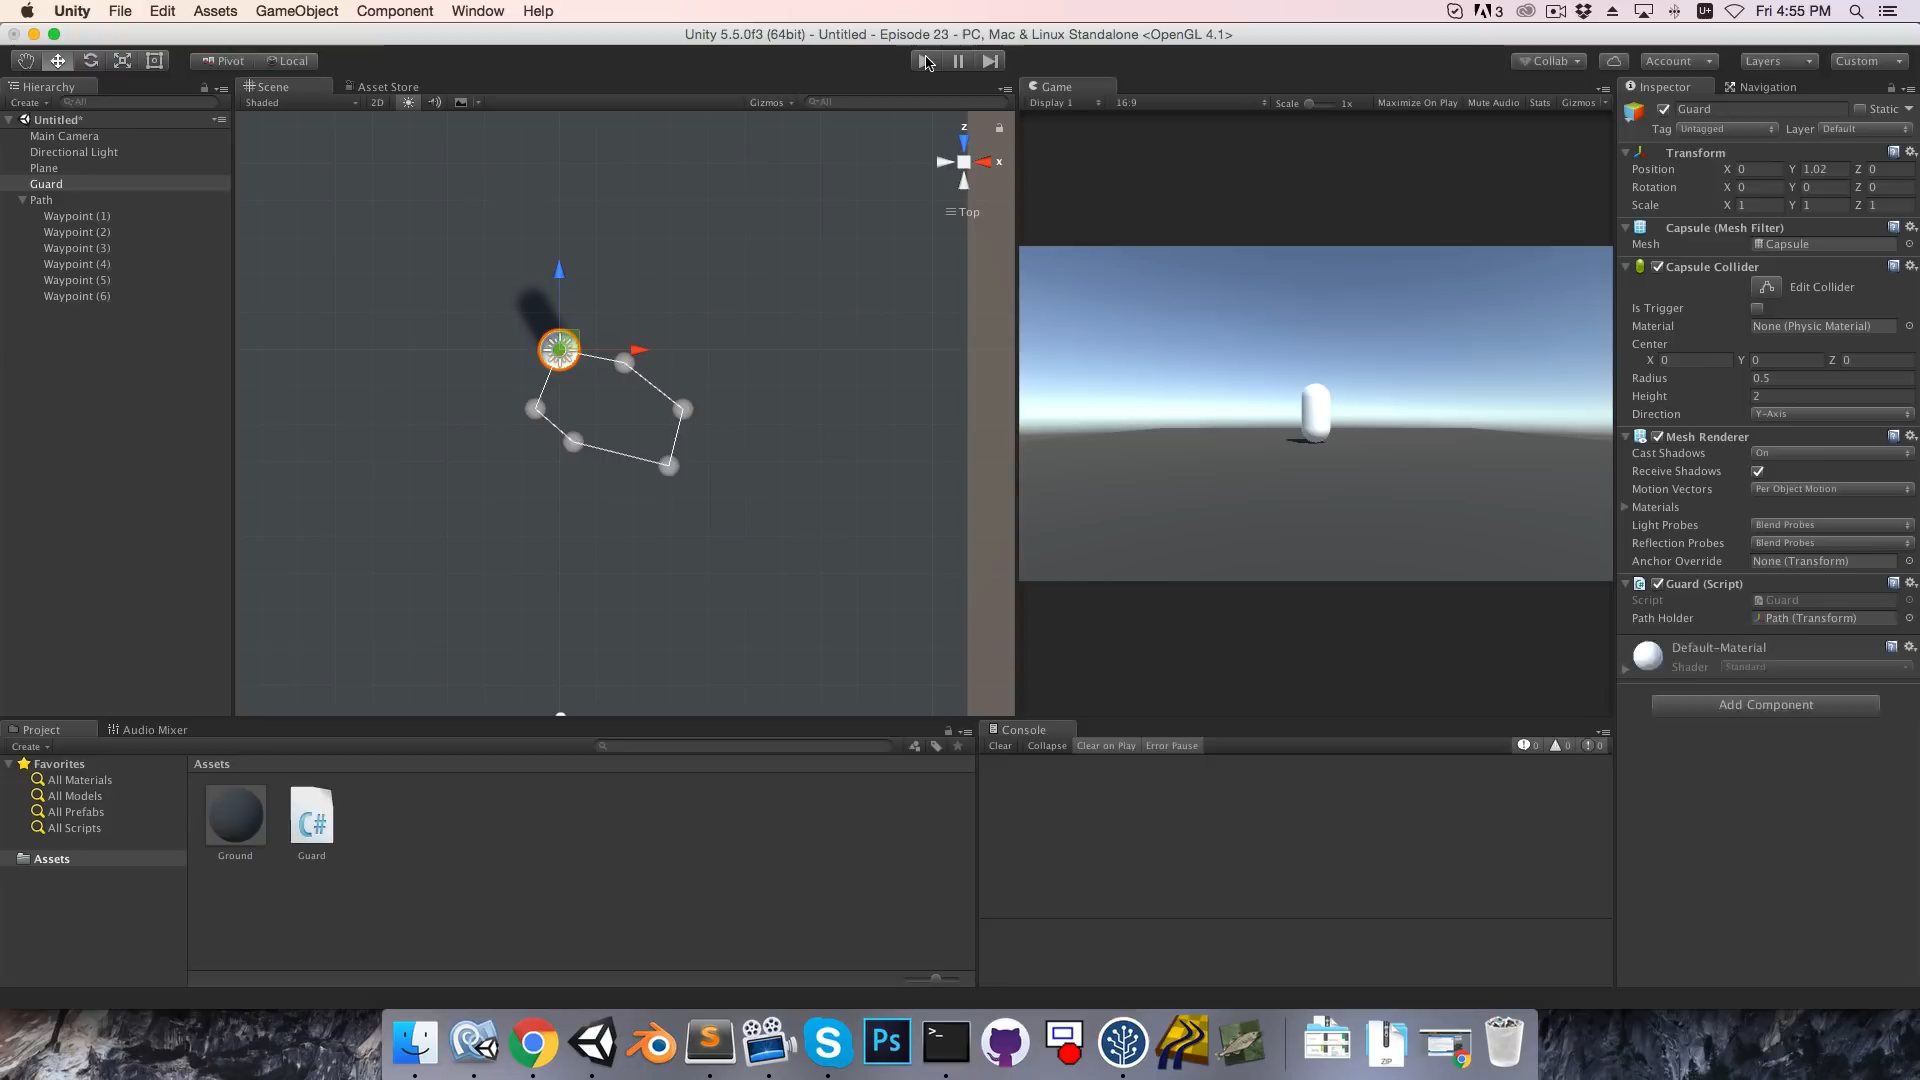 Unity File Edit Assets GameObject Component Window Help 3 U+ Fri 4:55 PM
Unity 5.5.0f3 (64bit) - Untitled - Episode 23 - PC, Mac & Linux Standalone <OpenGL 4.1>
Pivot Local Collab Account Layers Custom
Hierarchy
Create All
Untitled*
Main Camera
Directional Light
Plane
Guard
Path
Waypoint (1)
Waypoint (2)
Waypoint (3)
Waypoint (4)
Waypoint (5)
Waypoint (6)
Scene Asset Store
Shaded 2D Gizmos All
z
x
Top
Game
Display 1 16:9 Scale 1x Maximize On Play Mute Audio Stats Gizmos
Inspector Navigation
Guard Static
Tag Untagged Layer Default
Transform
Position X 0 Y 1.02 Z 0
Rotation X 0 Y 0 Z 0
Scale X 1 Y 1 Z 1
Capsule (Mesh Filter)
Mesh Capsule
Capsule Collider
Edit Collider
Is Trigger
Material None (Physic Material)
Center
X 0 Y 0 Z 0
Radius 0.5
Height 2
Direction Y-Axis
Mesh Renderer
Cast Shadows On
Receive Shadows
Motion Vectors Per Object Motion
Materials
Light Probes Blend Probes
Reflection Probes Blend Probes
Anchor Override None (Transform)
Guard (Script)
Script Guard
Path Holder Path (Transform)
Default-Material
Shader Standard
Add Component
Project Audio Mixer
Create
Favorites
All Materials
All Models
All Prefabs
All Scripts
Assets
Assets
C#
Ground Guard
Console
Clear Collapse Clear on Play Error Pause 0 0 0
S S Ps >_ ZIP